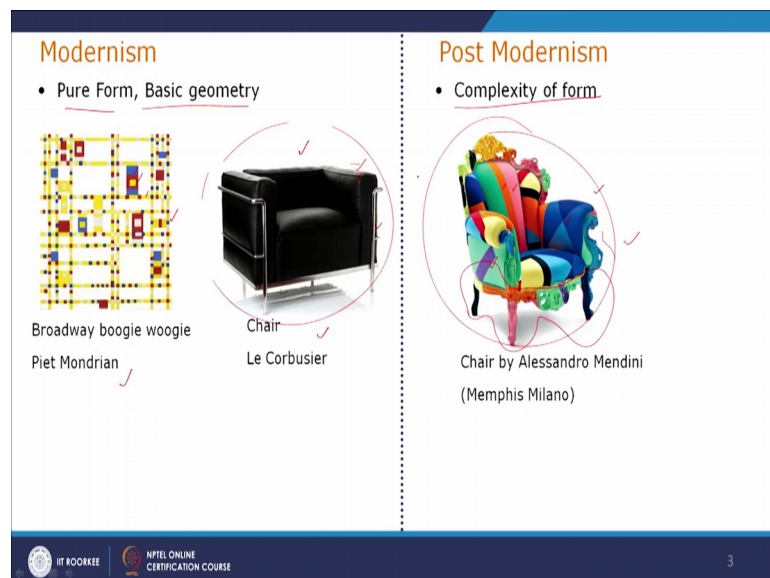 Modernism
• Pure Form, Basic geometry
Broadway boogie woogie
Piet Mondrian
Chair
Le Corbusier
Post Modernism
• Complexity of form
Chair by Alessandro Mendini
(Memphis Milano)
IIT ROORKEE
NPTEL ONLINE
CERTIFICATION COURSE
3